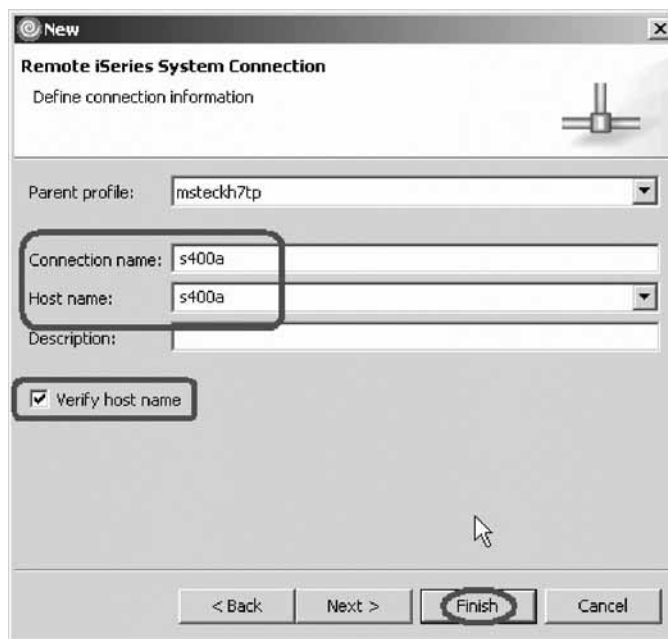 New
Remote iSeries System Connection
Define connection information
Parent profile: msteckh7tp
Connection name: s400a
Host name: s400a
Description:
Verify host name
< Back Next > Finish Cancel